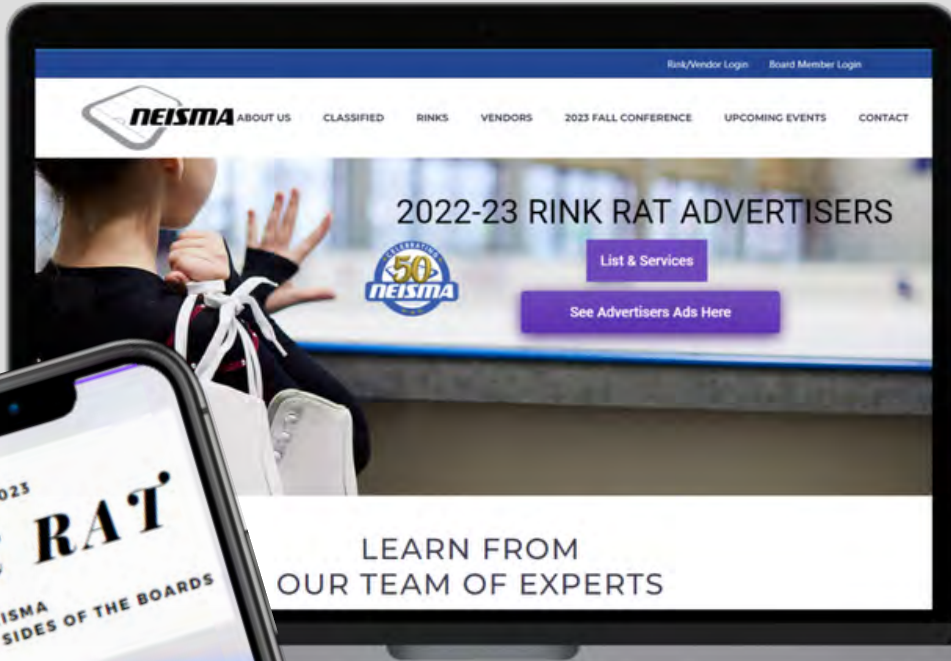 Rink/Vendor Login Board Member Login
NEISMA ABOUT US CLASSIFIED RINKS VENDORS 2023 FALL CONFERENCE UPCOMING EVENTS CONTACT
2022-23 RINK RAT ADVERTISERS
CELEBRATING
50
NEISMA
List & Services
See Advertisers Ads Here
LEARN FROM
OUR TEAM OF EXPERTS
RAT
SIDES OF THE BOARDS